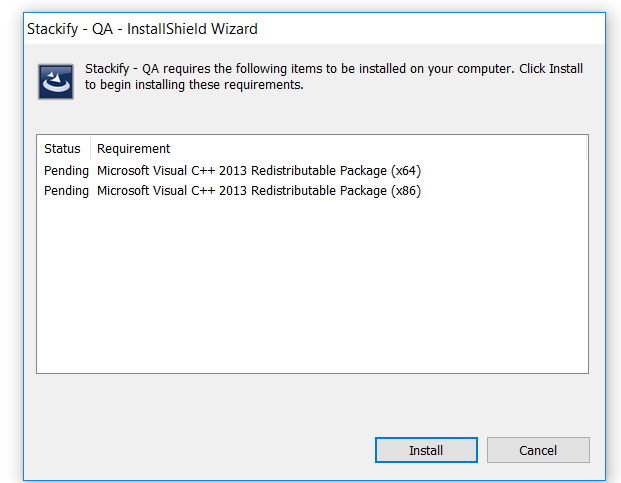 Stackify - QA - InstallShield Wizard
Stackify - QA requires the following items to be installed on your computer. Click Install
to begin installing these requirements.
Status Requirement
Pending Microsoft Visual C++ 2013 Redistributable Package (x64)
Pending Microsoft Visual C++ 2013 Redistributable Package (x86)
Install Cancel